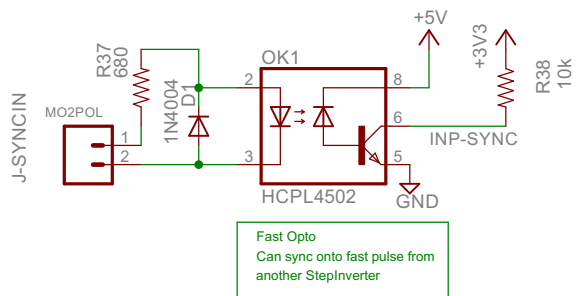 +5V
+3V3
R37
680
1N4004
D1
OK1
2
8
R38
10k
MO2POL
1
2
J-SYNCIN
6
INP-SYNC
3
5
HCPL4502
GND
Fast Opto
Can sync onto fast pulse from
another StepInverter